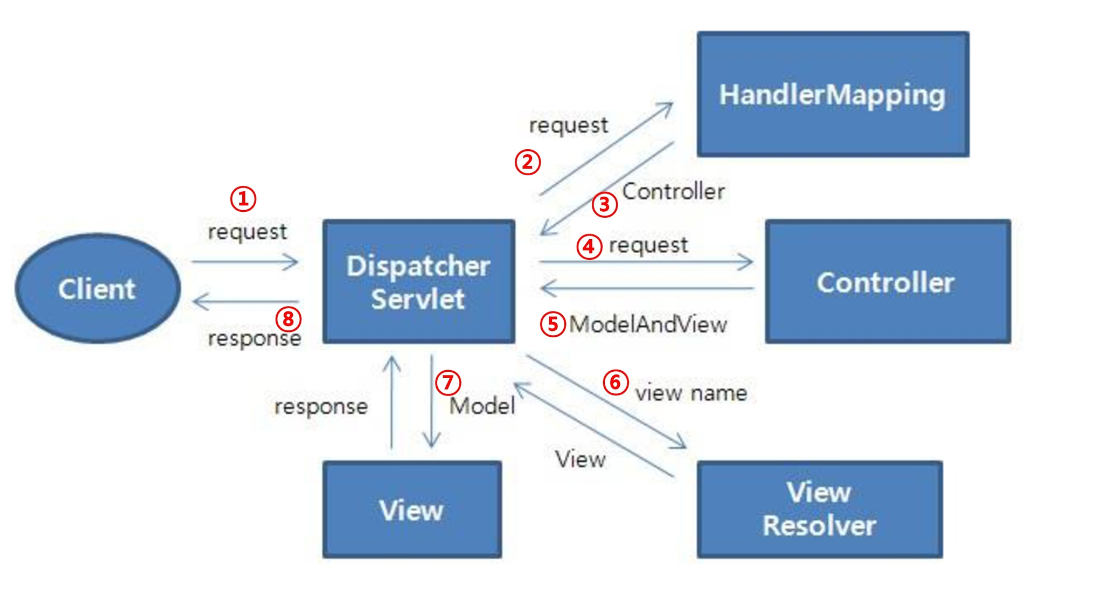 HandlerMapping
request
②
Controller
③
①
request
④ request
Client
Dispatcher
Servlet
Controller
⑧
response
⑤ ModelAndView
⑦
Model
response
⑥ view name
View
View
View
Resolver